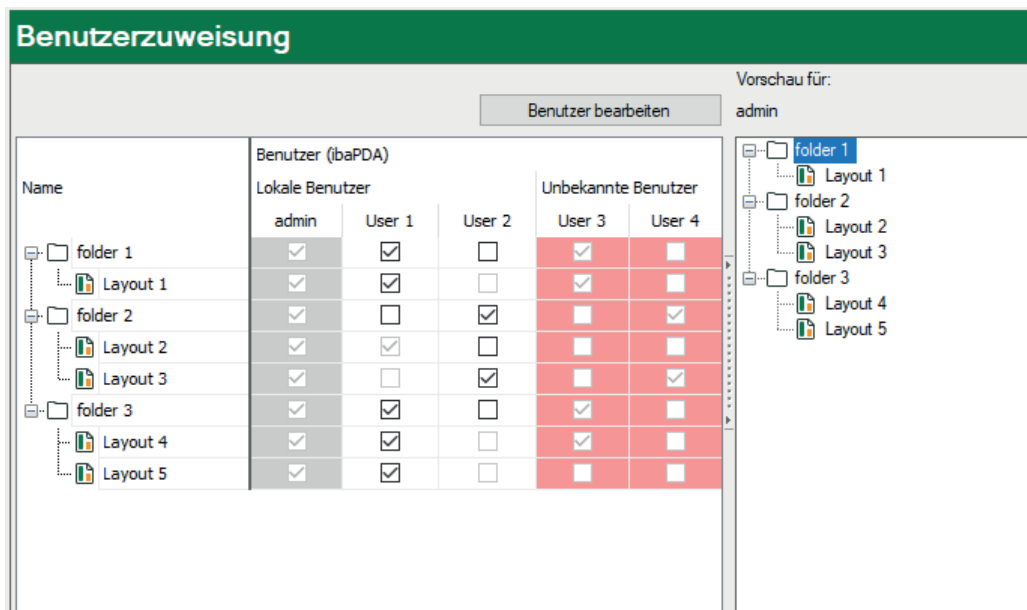 Benutzerzuweisung
Vorschau für:
Benutzer bearbeiten
admin
Name
Benutzer (ibaPDA)
Lokale Benutzer
Unbekannte Benutzer
admin User 1 User 2 User 3 User 4
folder 1
Layout 1
folder 2
Layout 2
Layout 3
folder 3
Layout 4
Layout 5
folder 1
Layout 1
folder 2
Layout 2
Layout 3
folder 3
Layout 4
Layout 5